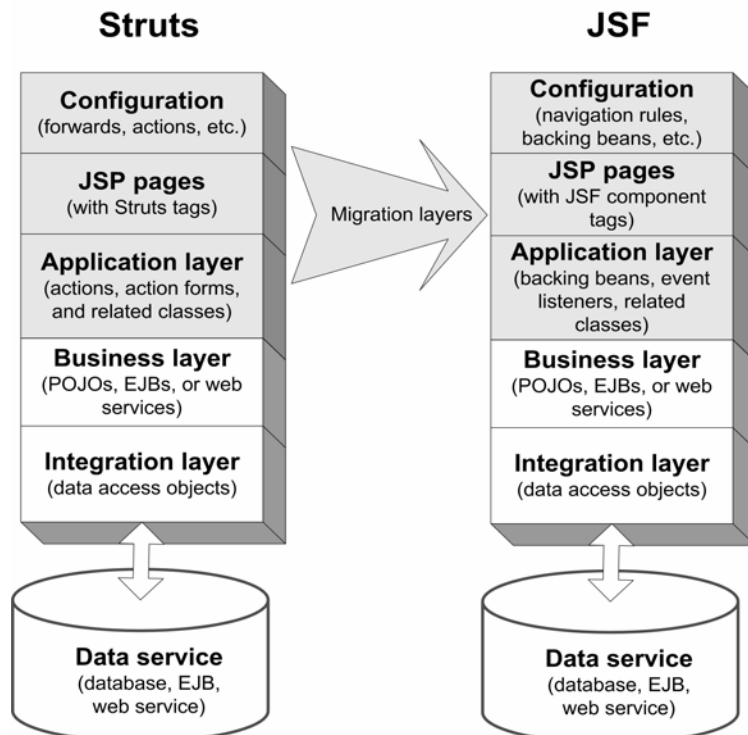 Struts
Configuration
(forwards, actions, etc.)
JSP pages
(with Struts tags)
Application layer
(actions, action forms,
and related classes)
Business layer
(POJOs, EJBs, or web
services)
Integration layer
(data access objects)
Data service
(database, EJB,
web service)
Migration layers
JSF
Configuration
(navigation rules,
backing beans, etc.)
JSP pages
(with JSF component
tags)
Application layer
(backing beans, event
listeners, related
classes)
Business layer
(POJOs, EJBs, or web
services)
Integration layer
(data access objects)
Data service
(database, EJB,
web service)